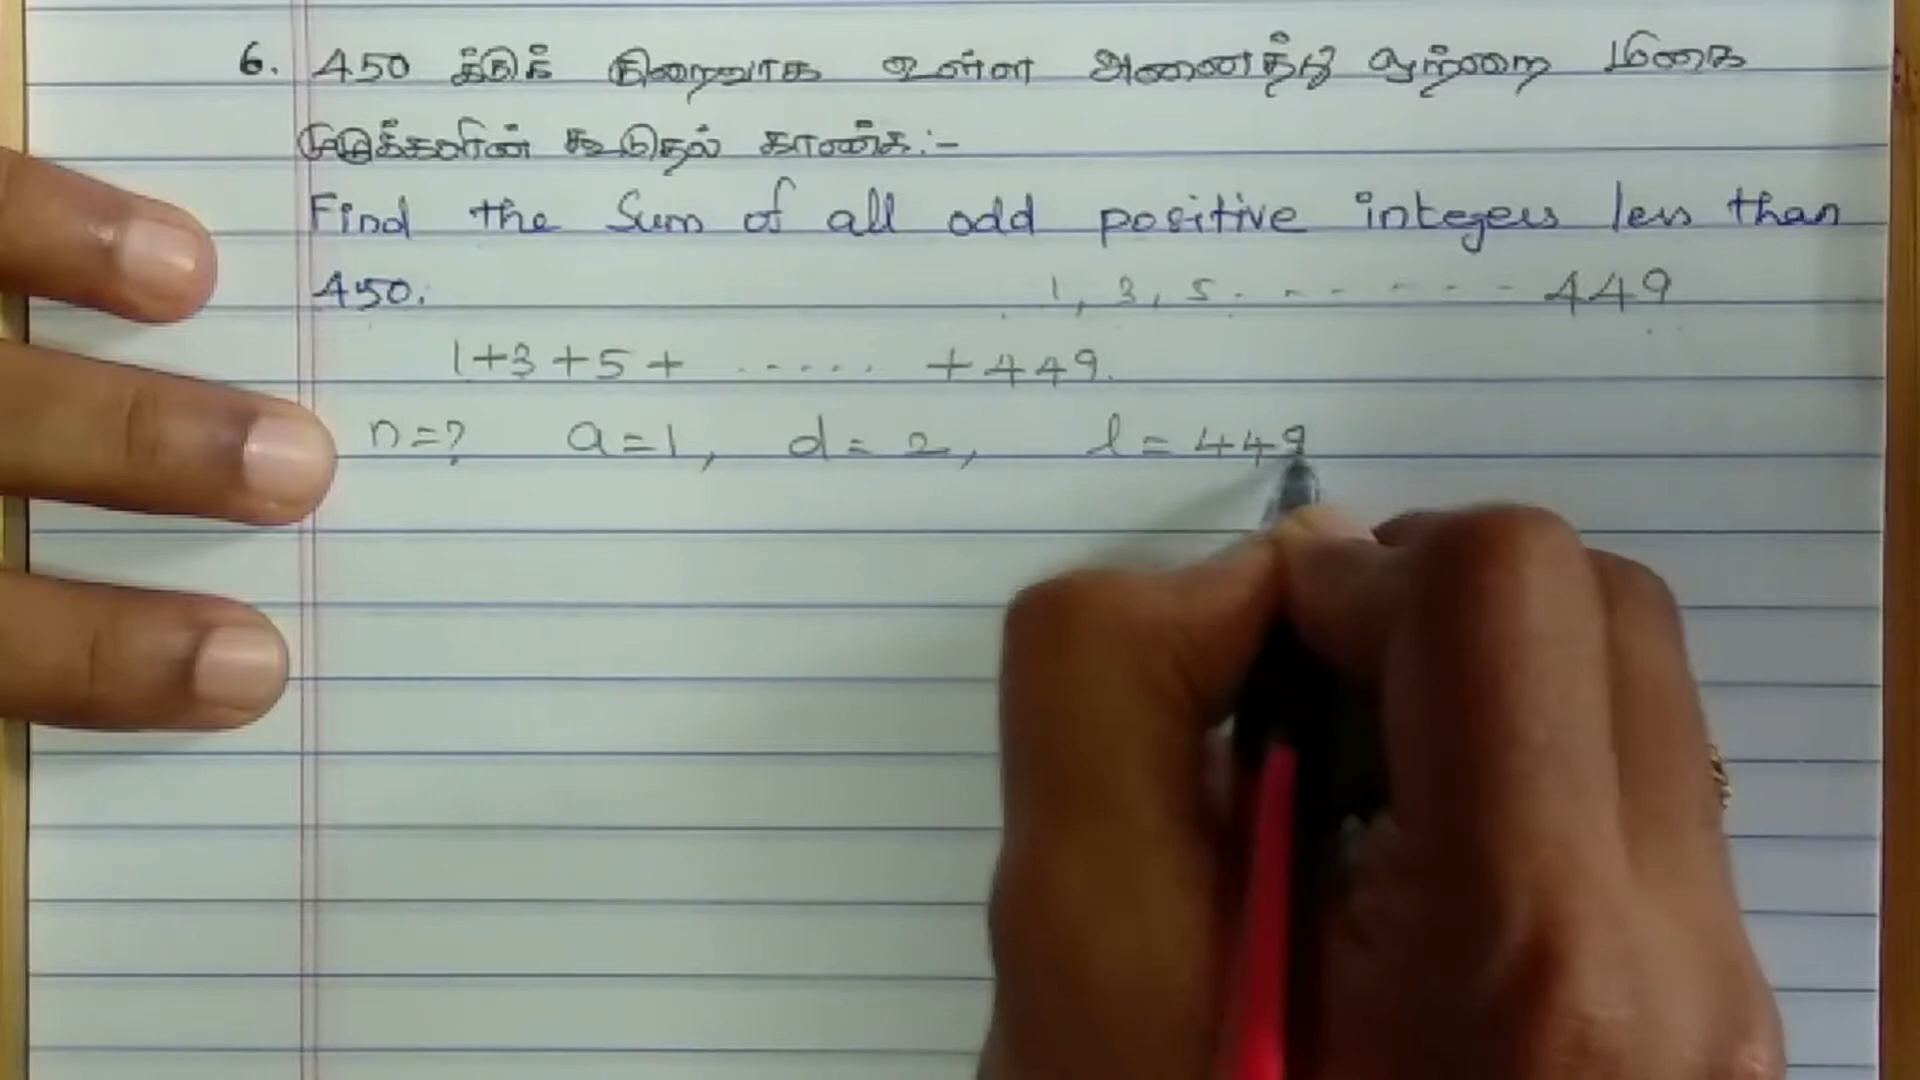 6. 450 க்குக் குறைவாக உள்ள அனைத்து ஒற்றை மிகை
முழுக்களின் கூடுதல் காண்க:-
Find the Sum of all odd positive integers less than
450. 1, 3, 5 . - - - - - - 449
1+3+5+ ..... +449.
n=? a=1, d=2, l=449